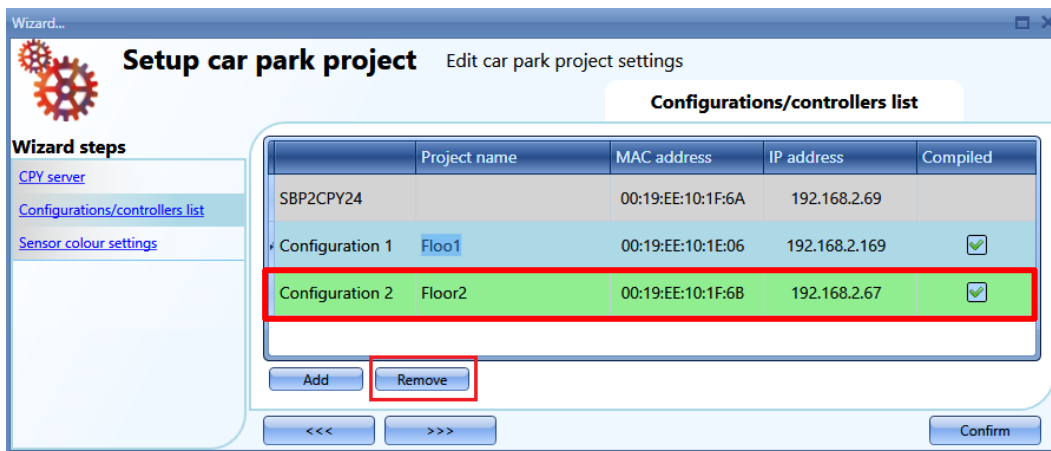 Wizard...
Setup car park project Edit car park project settings
Configurations/controllers list
Wizard steps
CPY server
Configurations/controllers list
Sensor colour settings
Project name MAC address IP address Compiled
SBP2CPY24 00:19:EE:10:1F:6A 192.168.2.69
Configuration 1 Floo1 00:19:EE:10:1E:06 192.168.2.169
Configuration 2 Floor2 00:19:EE:10:1F:6B 192.168.2.67
Add Remove
<<< >>> Confirm